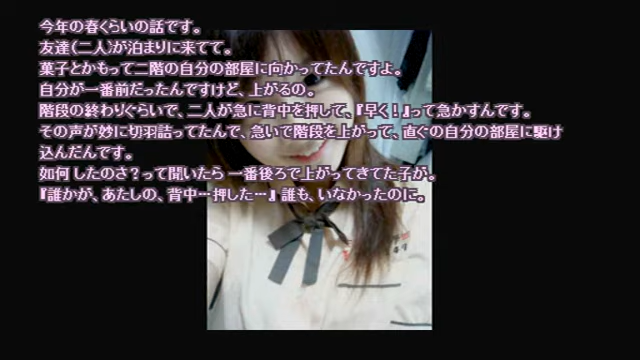 今年の春くらいの話です。
友達(二人)が泊まりに来てて。
菓子とかもって二階の自分の部屋に向かってたんですよ。
自分が一番前だったんですけど、上がるの。
階段の終わりぐらいで、二人が急に背中を押して、『早く！』って急かすんです。
その声が妙に切羽詰ってたんで、急いで階段を上がって、直ぐの自分の部屋に駆け
込んだんです。
如何したのさ？って聞いたら 一番後ろで上がってきてた子が。
『誰かが、あたしの、背中…押した…』 誰も、いなかったのに。